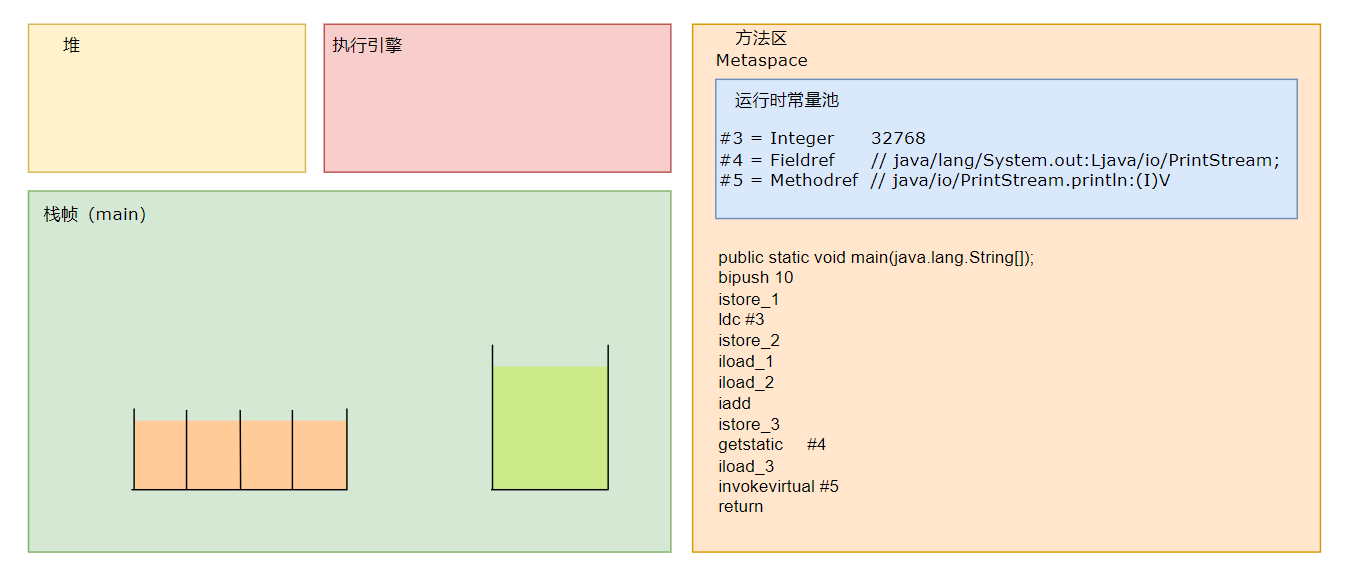 堆
执行引擎
方法区
Metaspace
运行时常量池
#3 = Integer 32768
#4 = Fieldref // java/lang/System.out:Ljava/io/PrintStream;
#5 = Methodref // java/io/PrintStream.println:(I)V
栈帧（main）
public static void main(java.lang.String[]);
bipush 10
istore_1
ldc #3
istore_2
iload_1
iload_2
iadd
istore_3
getstatic #4
iload_3
invokevirtual #5
return